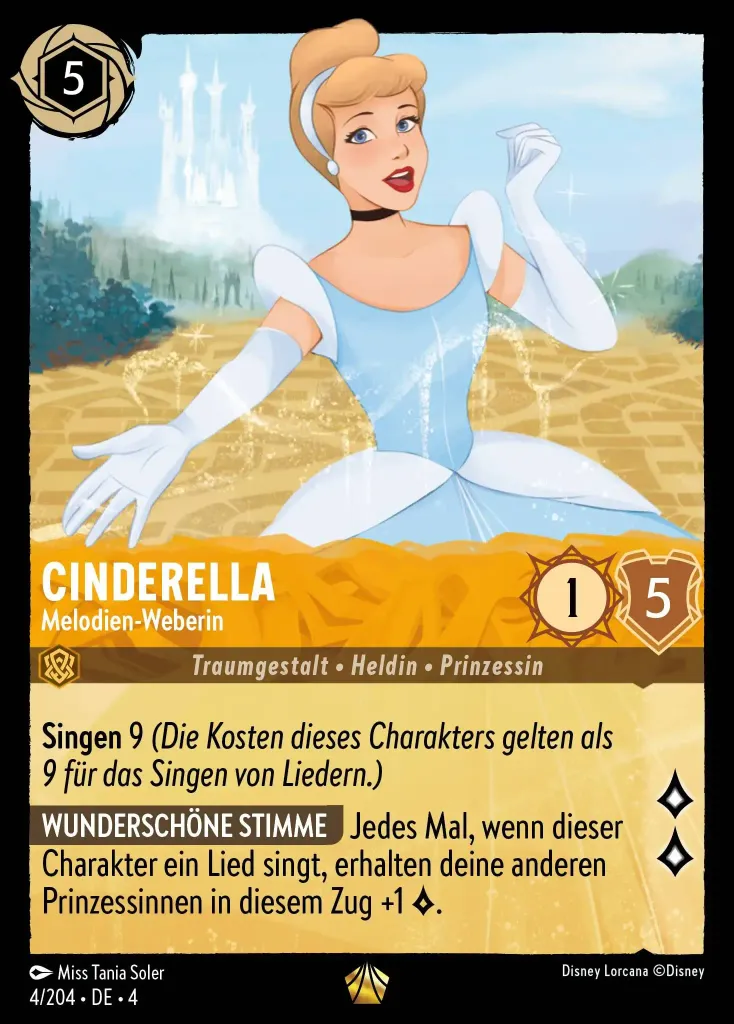 5
CINDERELLA
Melodien-Weberin
1
5
Traumgestalt • Heldin • Prinzessin
Singen 9 (Die Kosten dieses Charakters gelten als
9 für das Singen von Liedern.)
WUNDERSCHÖNE STIMME Jedes Mal, wenn dieser
Charakter ein Lied singt, erhalten deine anderen
Prinzessinnen in diesem Zug +1 .
Miss Tania Soler
Disney Lorcana ©Disney
4/204 • DE • 4